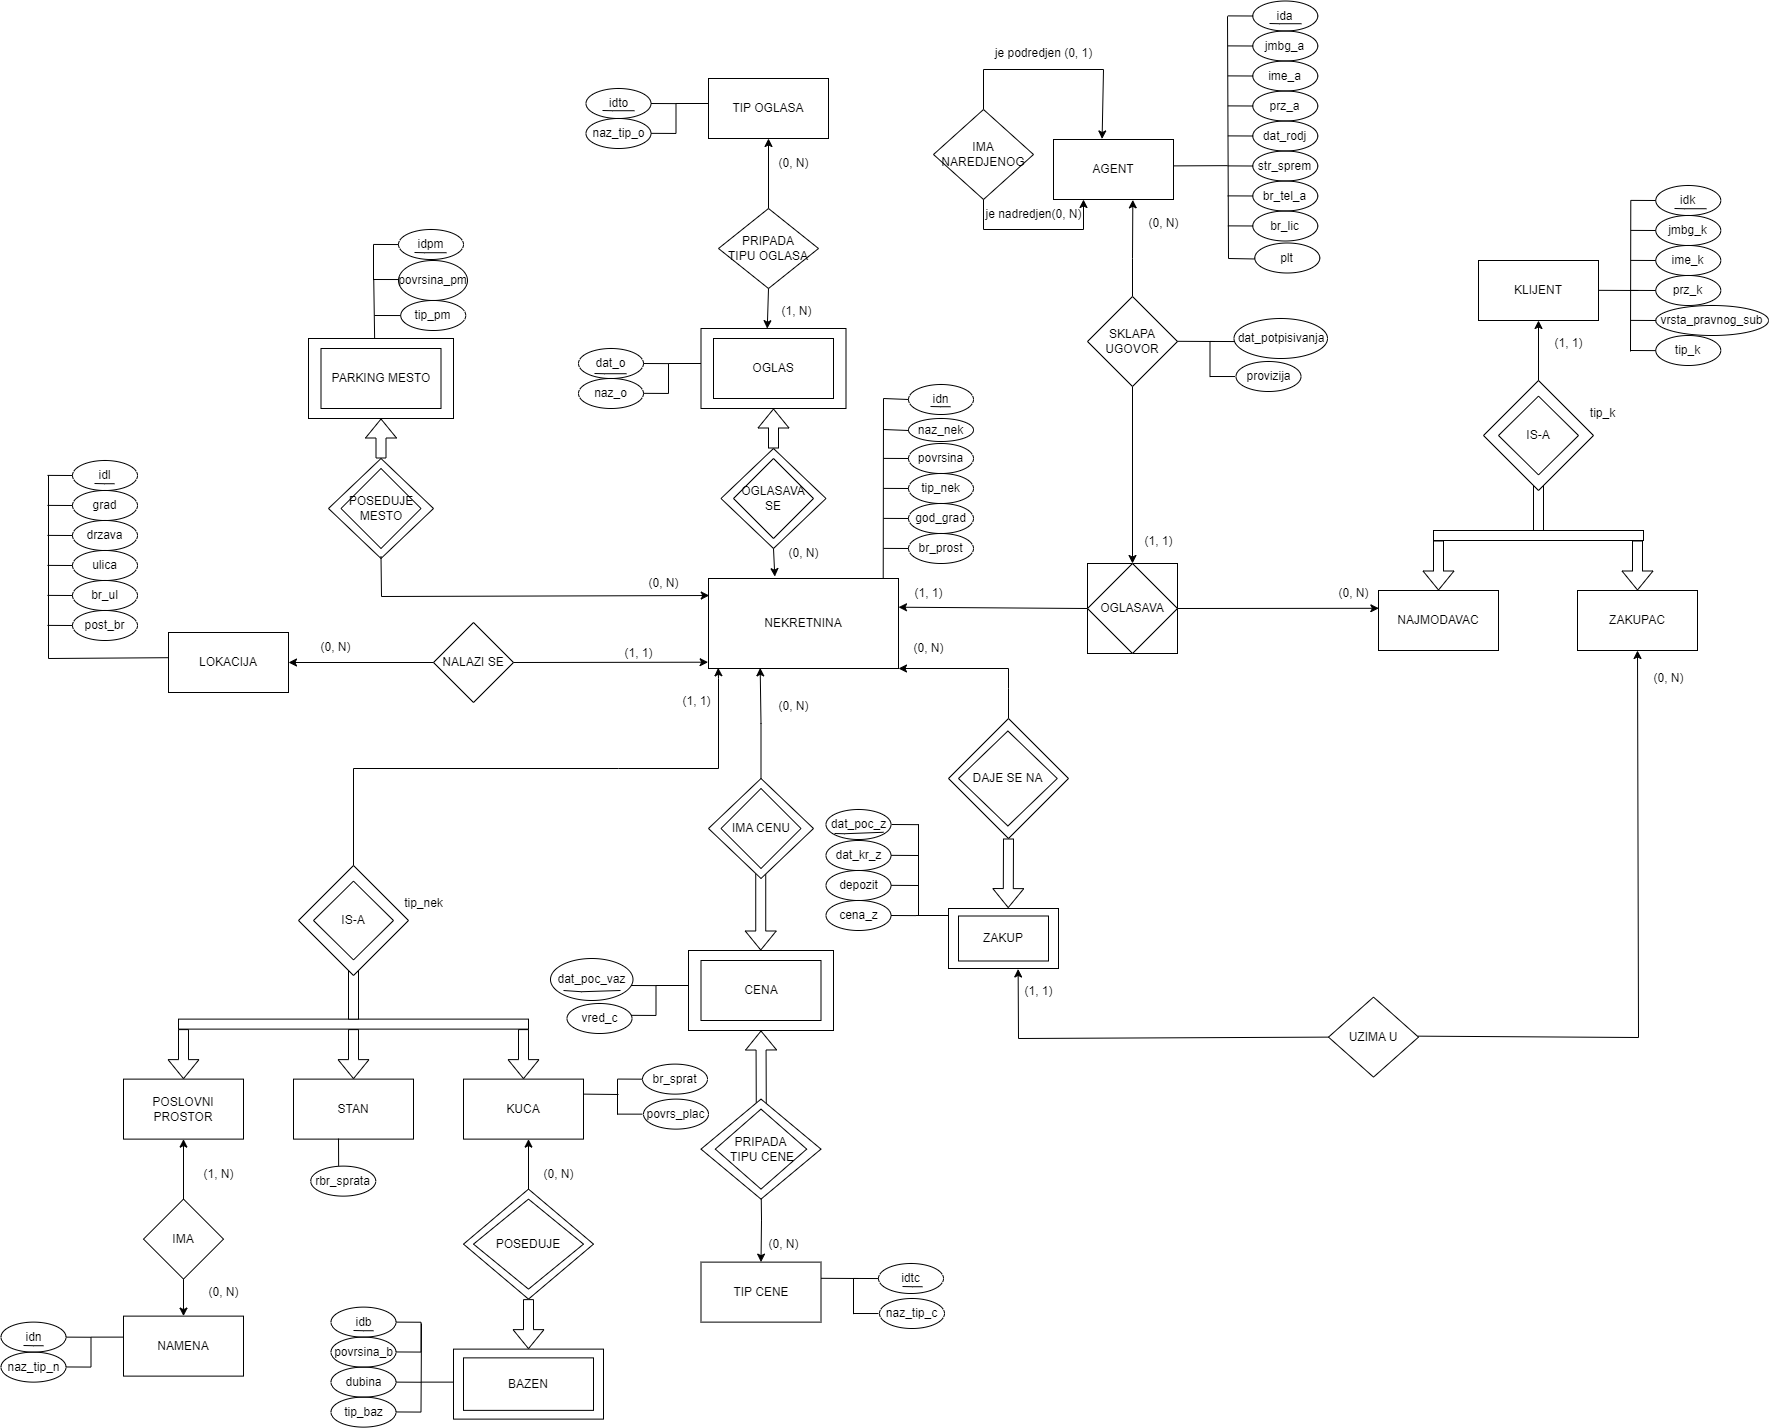 ida
jmbg_a
ime_a
prz_a
dat_rodj
str_sprem
br_tel_a
br_lic
plt
je podredjen (0, 1)
IMA
NAREDJENOG
AGENT
je nadredjen(0, N)
(0, N)
idto
naz_tip_o
TIP OGLASA
(0, N)
PRIPADA
TIPU OGLASA
(1, N)
idk
jmbg_k
ime_k
prz_k
vrsta_pravnog_sub
tip_k
KLIJENT
(1, 1)
idpm
povrsina_pm
tip_pm
PARKING MESTO
dat_o
naz_o
OGLAS
SKLAPA
UGOVOR
dat_potpisivanja
provizija
IS-A
tip_k
idn
naz_nek
povrsina
tip_nek
god_grad
br_prost
idl
grad
drzava
ulica
br_ul
post_br
POSEDUJE
MESTO
OGLASAVA
SE
(0, N)
(1, 1)
(0, N)
NEKRETNINA
(1, 1)
OGLASAVA
(0, N)
NAJMODAVAC
ZAKUPAC
LOKACIJA
(0, N)
NALAZI SE
(1, 1)
(0, N)
(0, N)
(1, 1)
(0, N)
IMA CENU
DAJE SE NA
dat_poc_z
dat_kr_z
depozit
cena_z
ZAKUP
IS-A
tip_nek
dat_poc_vaz
vred_c
CENA
(1, 1)
UZIMA U
POSLOVNI
PROSTOR
STAN
KUCA
br_sprat
povrs_plac
PRIPADA
TIPU CENE
(1, N)
rbr_sprata
(0, N)
IMA
POSEDUJE
(0, N)
(0, N)
TIP CENE
idtc
naz_tip_c
idn
naz_tip_n
NAMENA
idb
povrsina_b
dubina
tip_baz
BAZEN